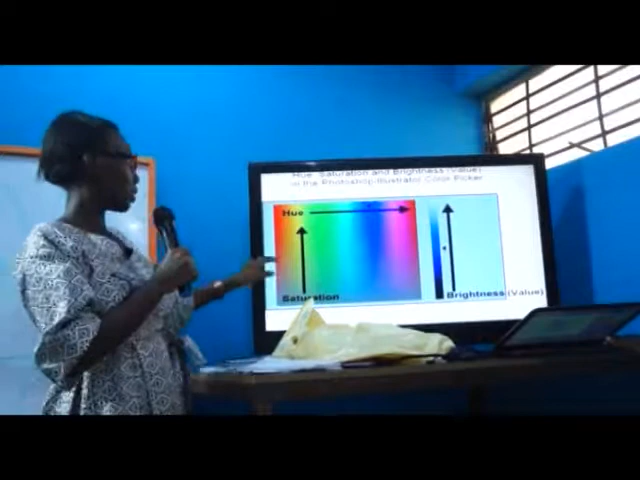 Hue, Saturation and Brightness (Value)
in the Photoshop-Illustrator Color Picker
Hue
Saturation
Brightness (Value)